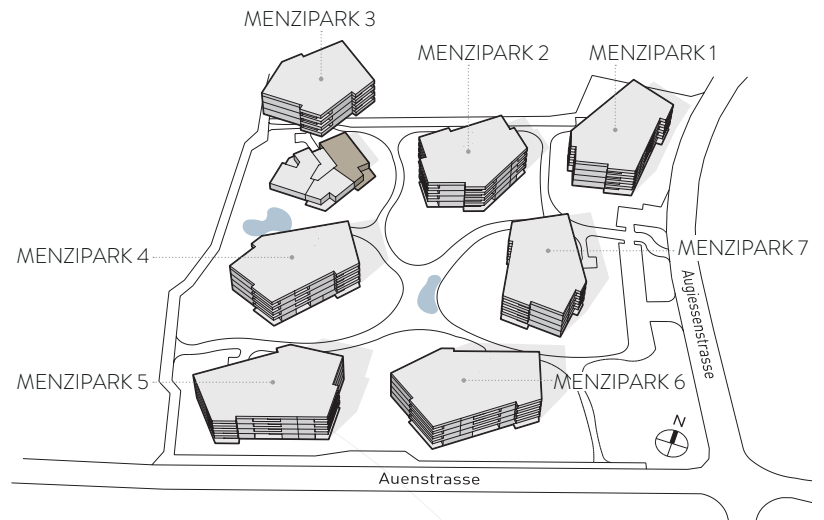 MENZIPARK 3
MENZIPARK 2
MENZIPARK 1
MENZIPARK 4
MENZIPARK 7
Augiessenstrasse
MENZIPARK 5
MENZIPARK 6
N
Auenstrasse